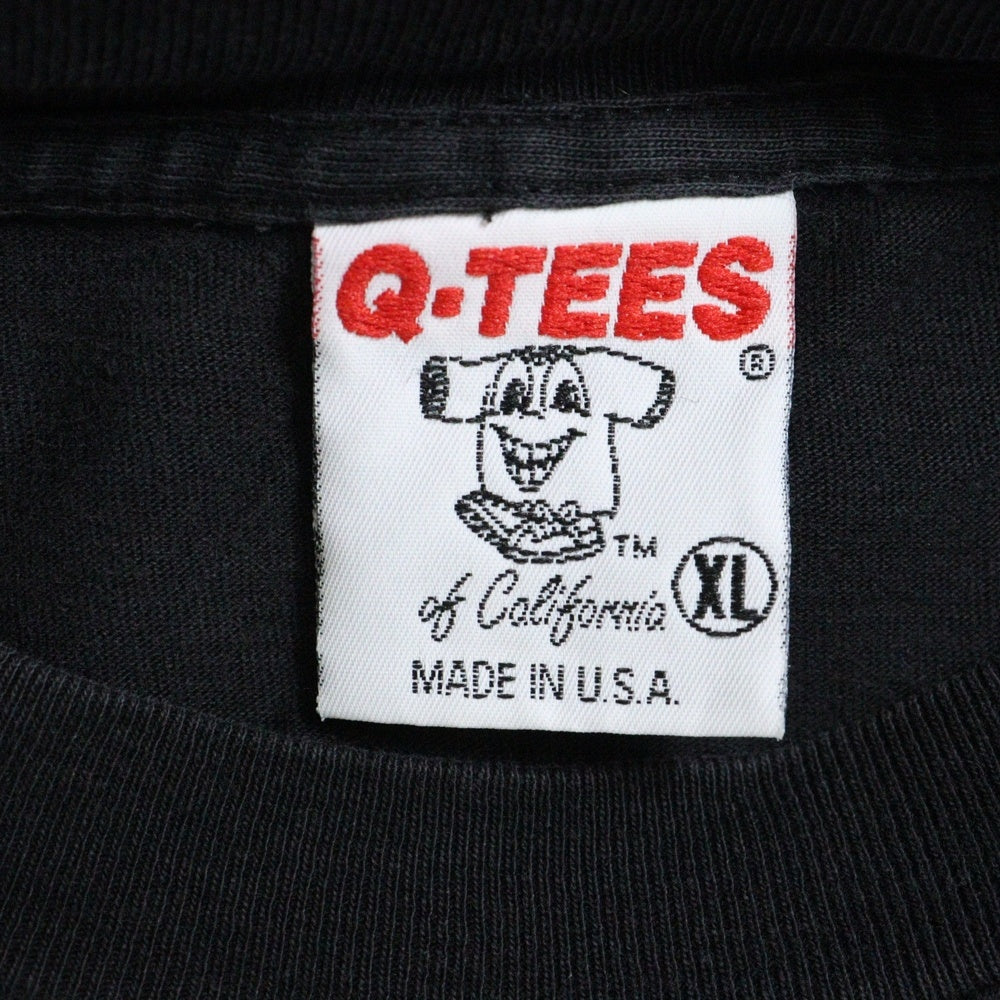 Q-TEES
®
TM
of California
XL
MADE IN U.S.A.